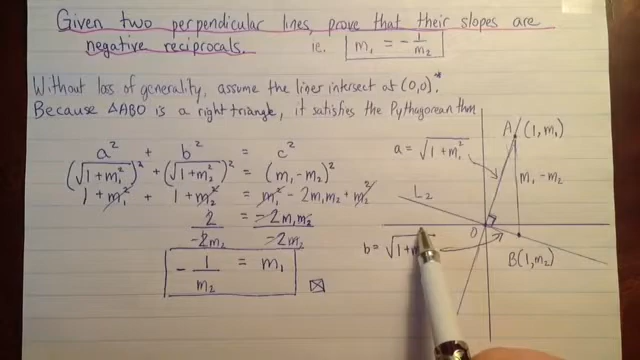 Given two perpendicular lines, prove that their slopes are
negative reciprocals. ie. m₁ = -1/m₂
Without loss of generality, assume the lines intersect at (0,0).*
Because △ABO is a right triangle, it satisfies the Pythagorean thm
a² + b² = c²
(√(1+m₁²))² + (√(1+m₂²))² = (m₁-m₂)²
1 + m₁² + 1 + m₂² = m₁² - 2m₁m₂ + m₂²
2 = -2m₁m₂
-2m₂ -2m₂
-1/m₂ = m₁
A (1, m₁)
a = √(1+m₁²)
m₁ - m₂
L₂
O
b = √(1+m
B(1, m₂)